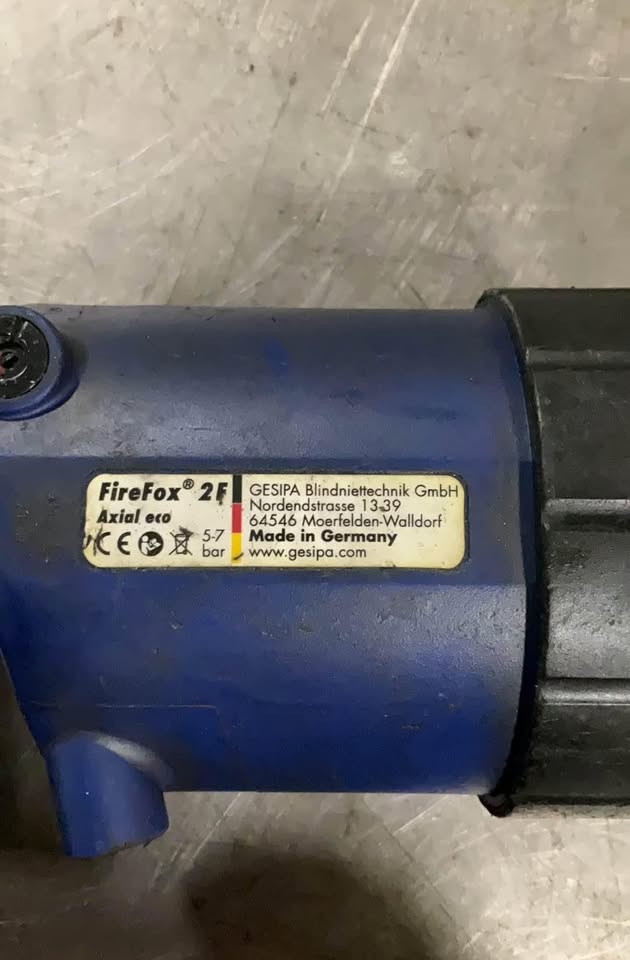 FireFox® 2F
Axial eco
CE 5-7
bar
GESIPA Blindniettechnik GmbH
Nordendstrasse 13-39
64546 Moerfelden-Walldorf
Made in Germany
www.gesipa.com